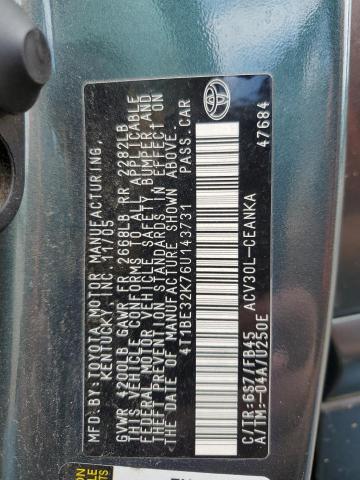 MFD. BY: TOYOTA MOTOR MANUFACTURING,
KENTUCKY, INC. 11/05
GVWR 4200LB GAWR FR 2668LB RR 2282LB
THIS VEHICLE CONFORMS TO ALL APPLICABLE
FEDERAL MOTOR VEHICLE SAFETY, BUMPER, AND
THEFT PREVENTION STANDARDS IN EFFECT
ON THE DATE OF MANUFACTURE SHOWN ABOVE.
4T1BE32K76U143731 PASS.CAR
C/TR:6S7/FB45 ACV30L-CEANKA
A/TM:-04A/U250E
47684